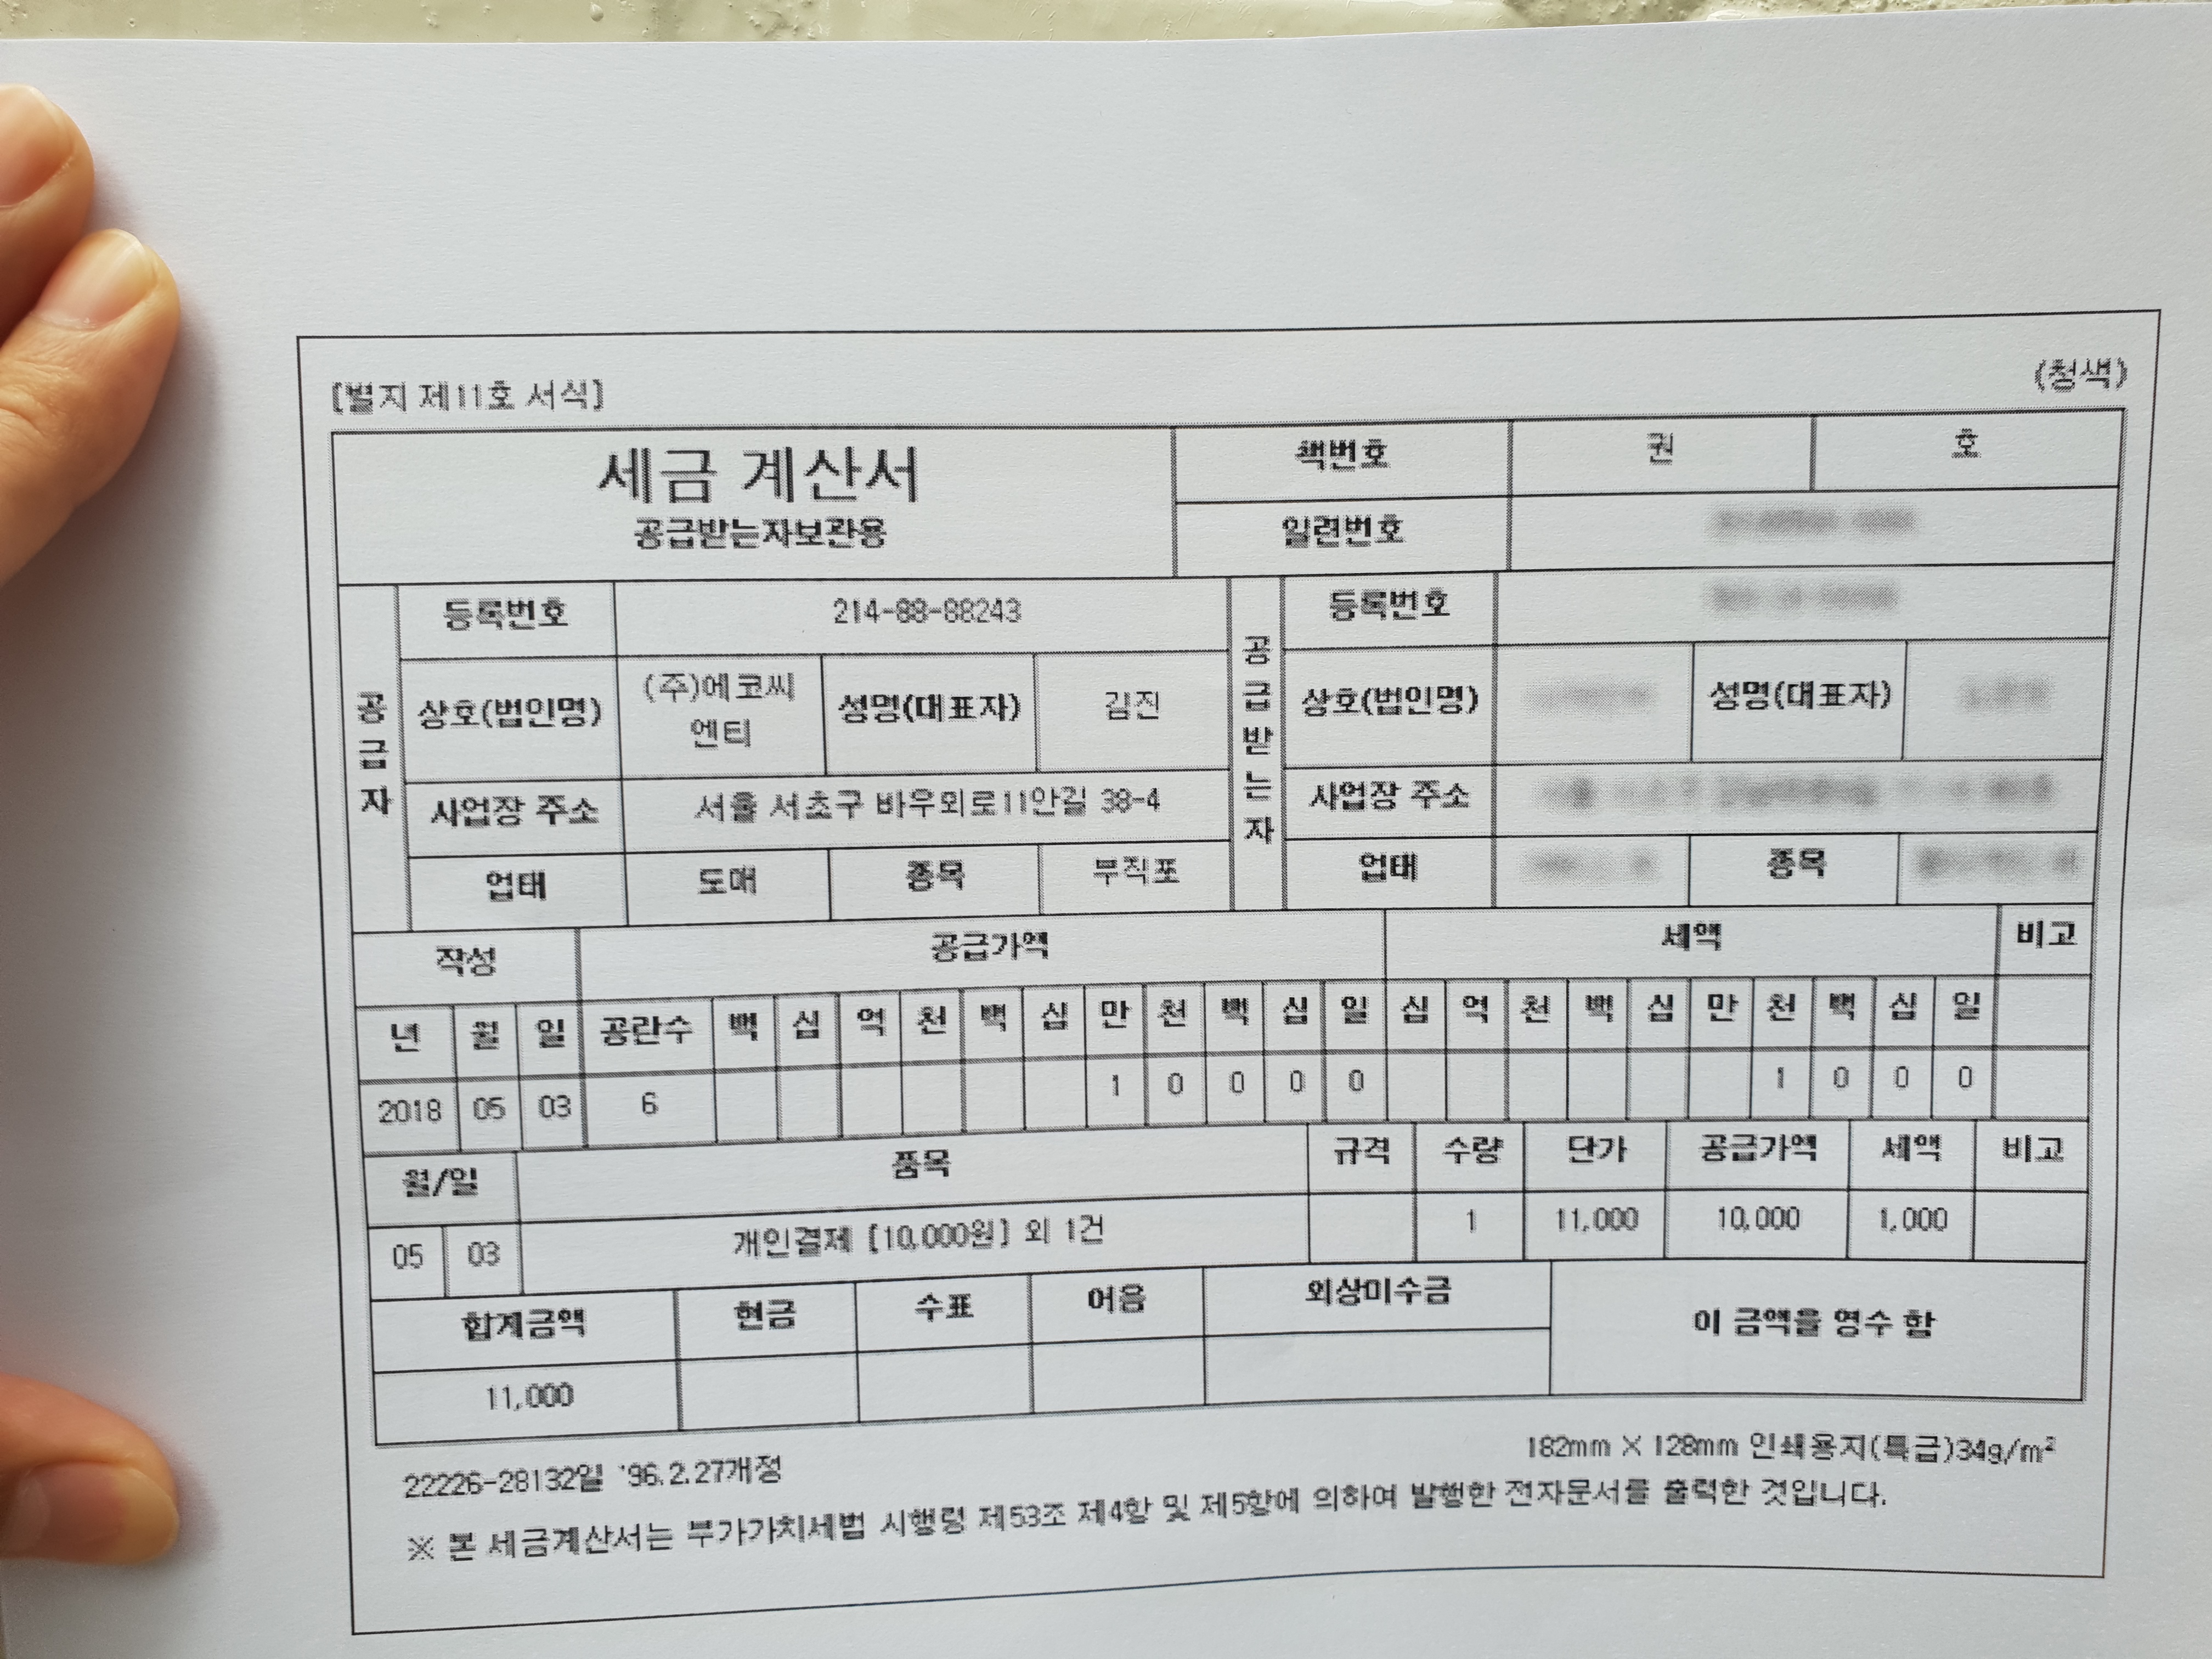 [별지 제11호 서식]
(청색)
세금 계산서
공급받는자보관용
책번호 권 호
일련번호
공급자
등록번호 214-88-88243
상호(법인명) (주)에코씨엔티 성명(대표자) 김진
사업장 주소 서울 서초구 바우뫼로11안길 38-4
업태 도매 종목 부직포
공급받는자
등록번호
상호(법인명) 성명(대표자)
사업장 주소
업태 종목
작성 공급가액 세액 비고
년 월 일 공란수 백 십 억 천 백 십 만 천 백 십 일 십 억 천 백 십 만 천 백 십 일
2018 05 03 6 1 0 0 0 0 1 0 0 0
월/일 품목 규격 수량 단가 공급가액 세액 비고
05 03 개인결제 [10,000원] 외 1건 1 11,000 10,000 1,000
합계금액 현금 수표 어음 외상미수금 이 금액을 영수 함
11,000
22226-28132일 '96.2.27개정
182mm X 128mm 인쇄용지(특급)34g/m²
※ 본 세금계산서는 부가가치세법 시행령 제53조 제4항 및 제5항에 의하여 발행한 전자문서를 출력한 것입니다.